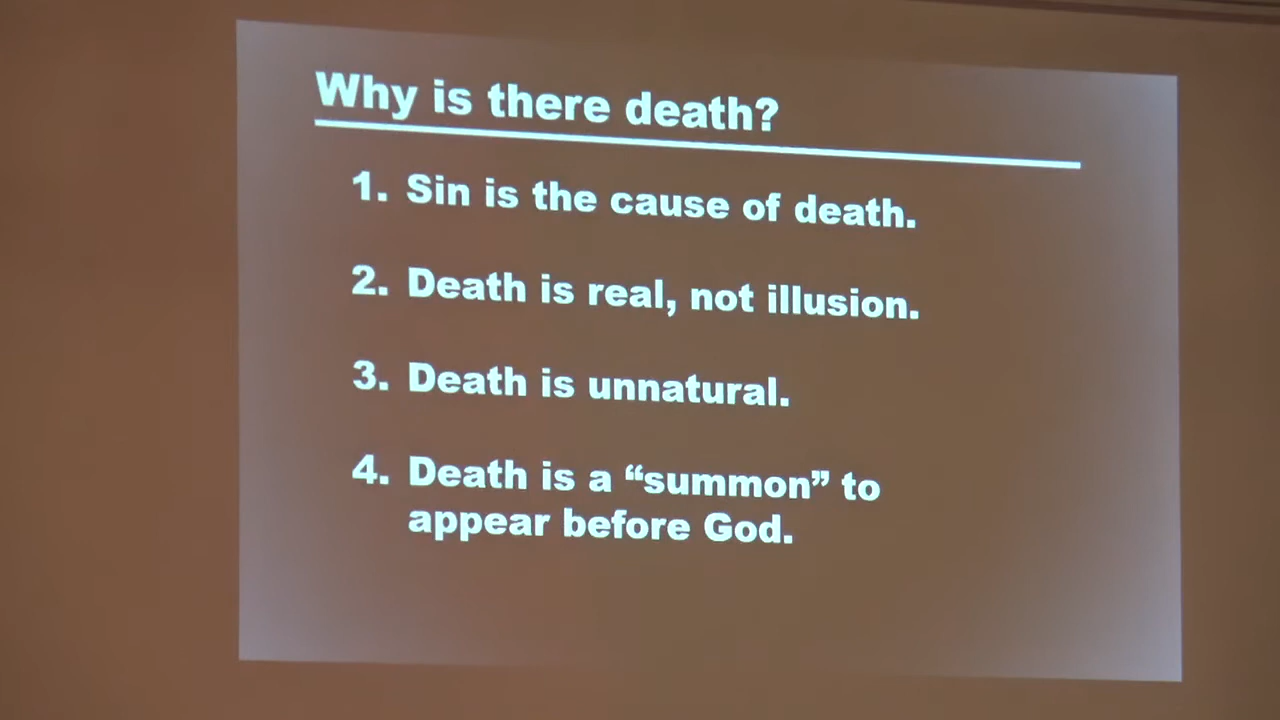 Why is there death?
1. Sin is the cause of death.
2. Death is real, not illusion.
3. Death is unnatural.
4. Death is a “summon” to
appear before God.